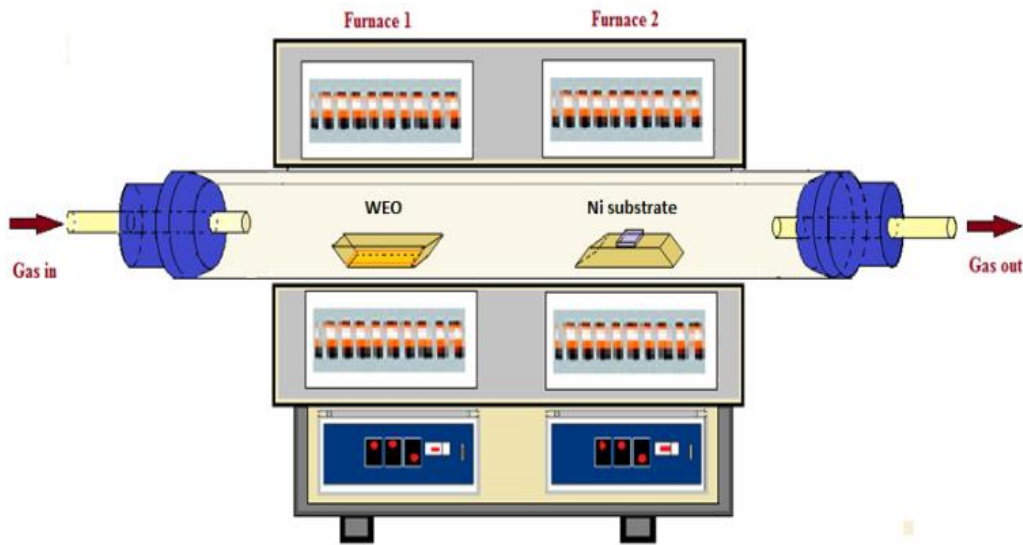 Furnace 1
Furnace 2
WEO
Ni substrate
Gas in
Gas out